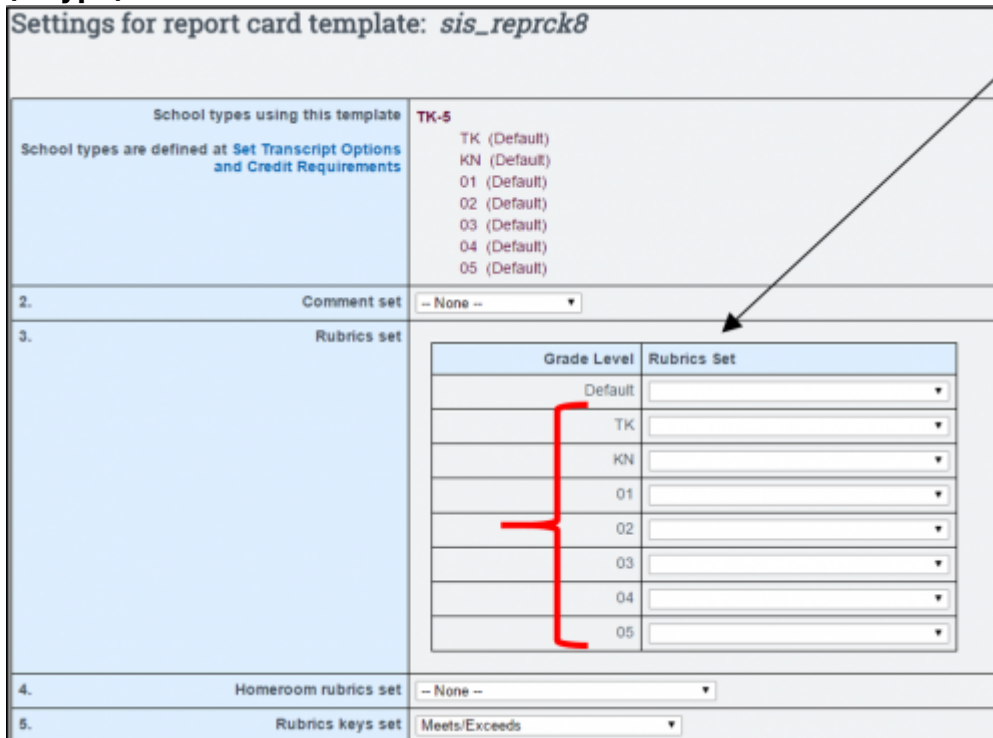 Settings for report card template: sis_reprck8
School types using this template
School types are defined at Set Transcript Options
and Credit Requirements
TK-5
TK (Default)
KN (Default)
01 (Default)
02 (Default)
03 (Default)
04 (Default)
05 (Default)
2. Comment set -- None --
3. Rubrics set
Grade Level Rubrics Set
Default
TK
KN
01
02
03
04
05
4. Homeroom rubrics set -- None --
5. Rubrics keys set Meets/Exceeds